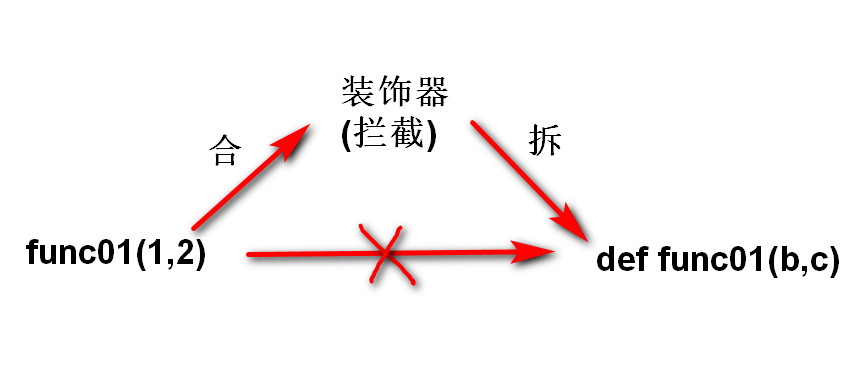 装饰器
(拦截)
合
拆
func01(1,2)
def func01(b,c)